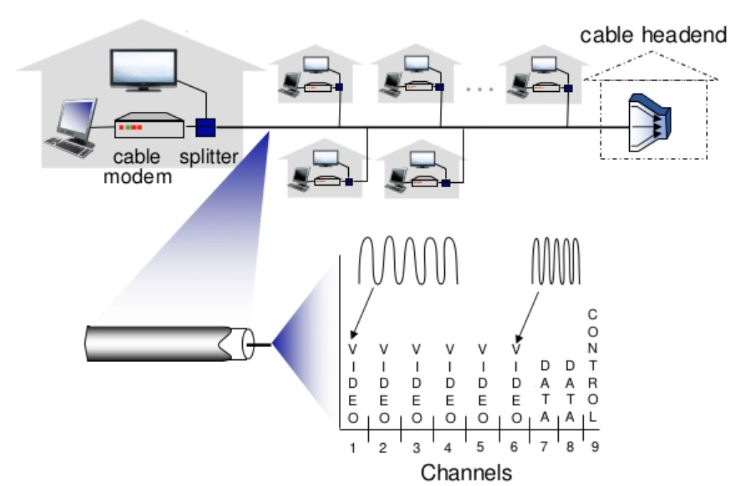 cable headend
cable modem
splitter
VIDEO
VIDEO
VIDEO
VIDEO
VIDEO
VIDEO
DATA
DATA
CONTROL
1 2 3 4 5 6 7 8 9
Channels